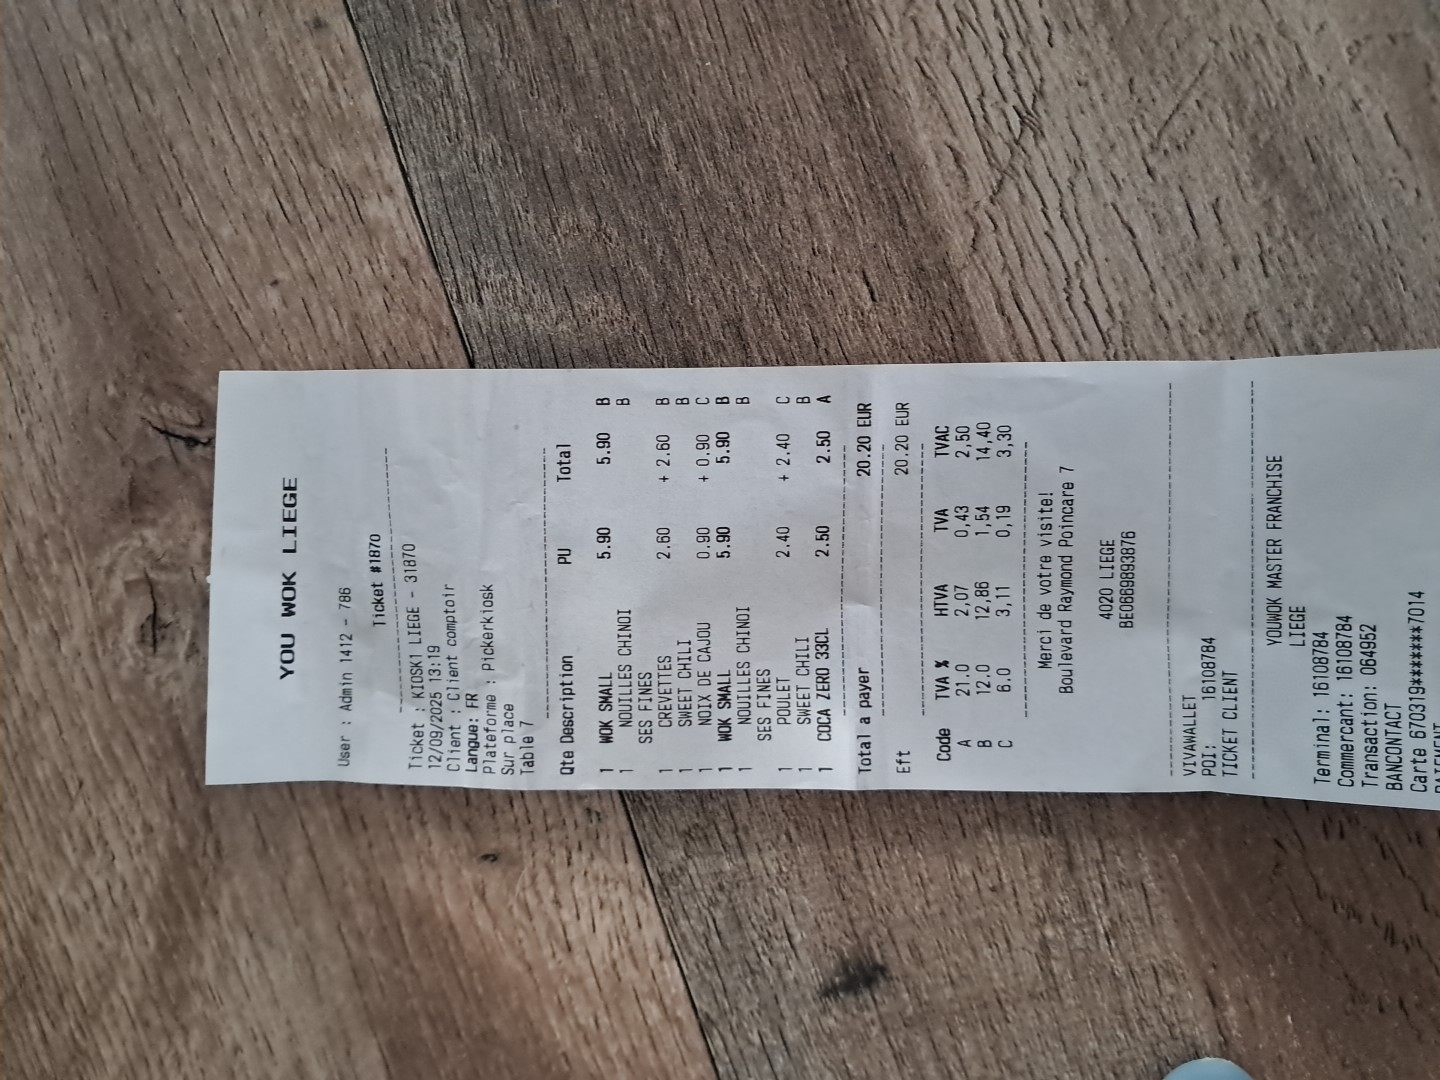 YOU WOK LIEGE
User : Admin 1412 - 786
Ticket #1870
Ticket : KIOSK1 LIEGE - 31870
12/09/2025 13:19
Client : Client comptoir
Langue: FR
Plateforme : Pickerkiosk
Sur place
Table 7
Qte Description PU Total
1 WOK SMALL 5.90 5.90 B
1 NOUILLES CHINOI B
SES FINES
1 CREVETTES 2.60 + 2.60 B
1 SWEET CHILI B
1 NOIX DE CAJOU 0.90 + 0.90 C
1 WOK SMALL 5.90 5.90 B
1 NOUILLES CHINOI B
SES FINES
1 POULET 2.40 + 2.40 C
1 SWEET CHILI B
1 COCA ZERO 33CL 2.50 2.50 A
Total a payer 20.20 EUR
Eft 20.20 EUR
Code TVA % HTVA TVA TVAC
A 21.0 2,07 0,43 2,50
B 12.0 12,86 1,54 14,40
C 6.0 3,11 0,19 3,30
Merci de votre visite!
Boulevard Raymond Poincare 7
4020 LIEGE
BE0669893876
VIVAWALLET
POI: 16108784
TICKET CLIENT
YOUWOK MASTER FRANCHISE
LIEGE
Terminal: 16108784
Commercant: 16108784
Transaction: 064952
BANCONTACT
Carte 670319*******7014